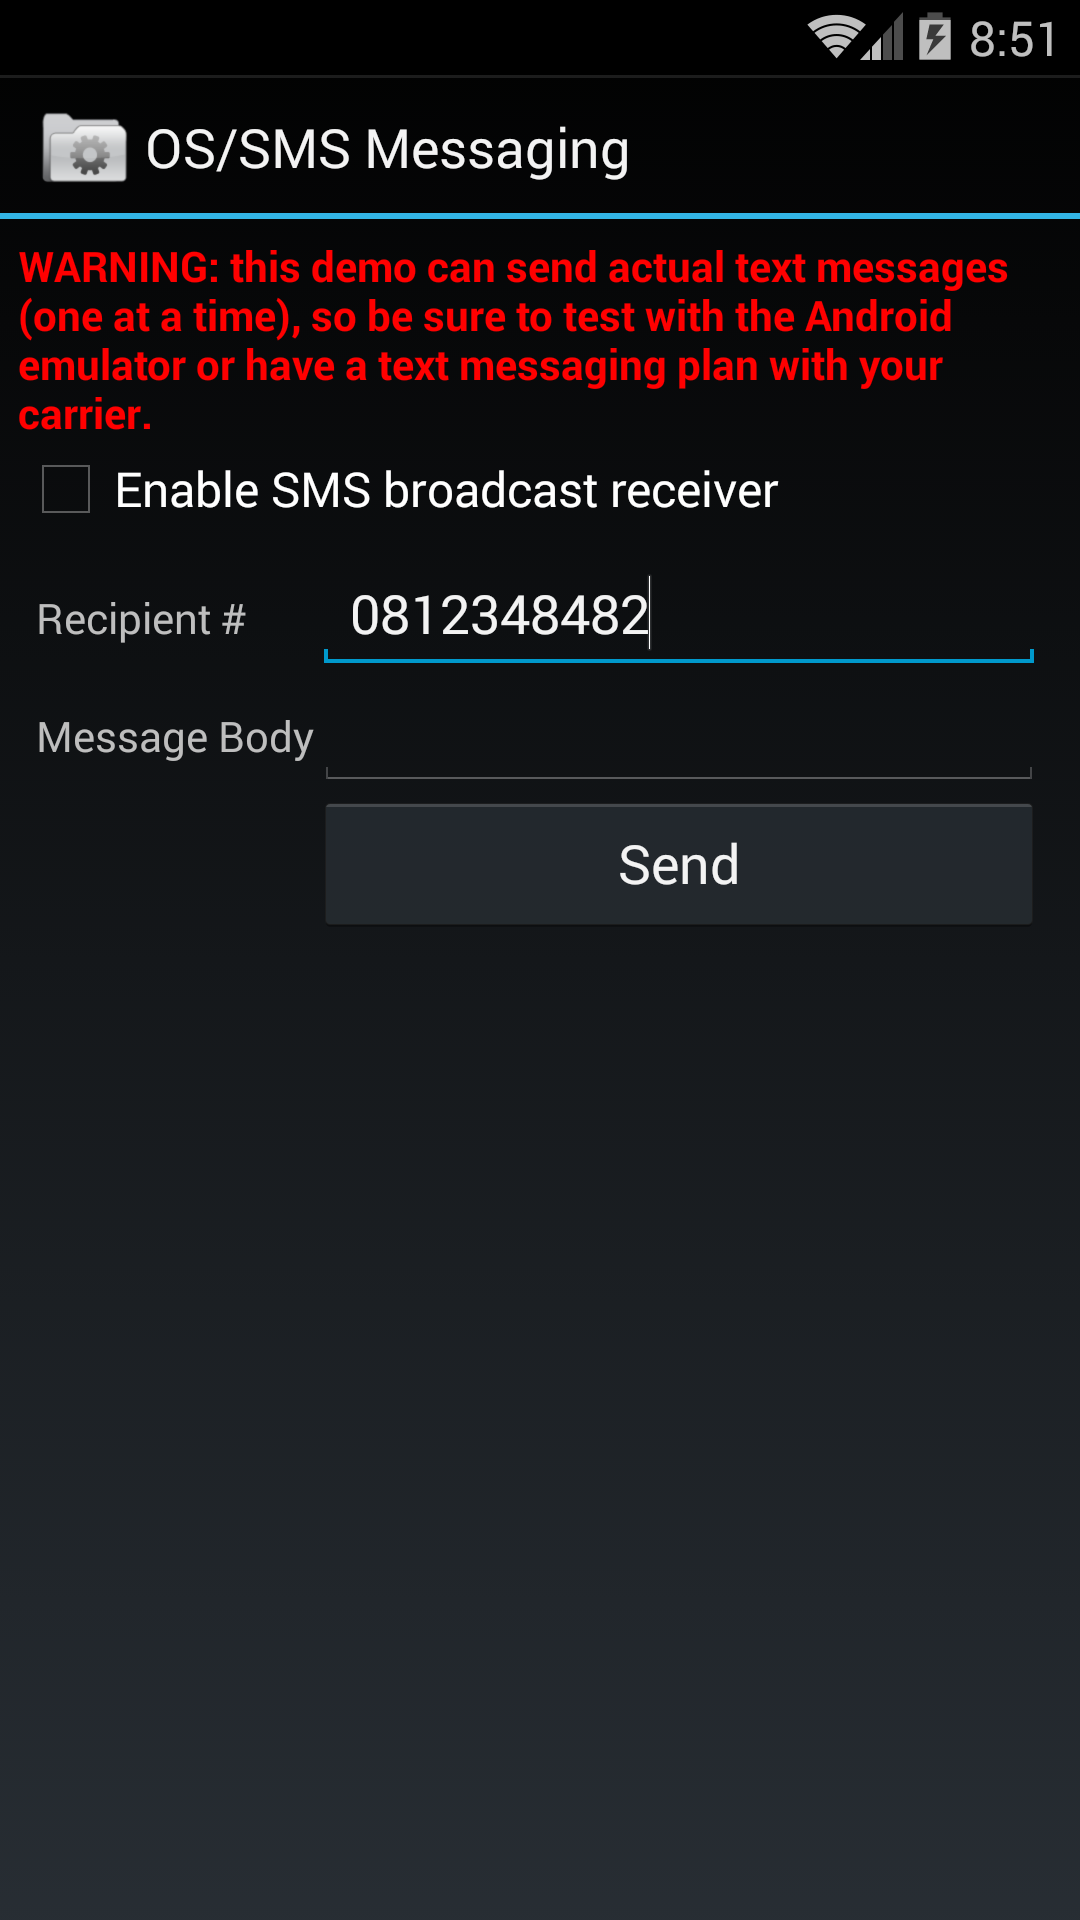 8:51
OS/SMS Messaging
WARNING: this demo can send actual text messages
(one at a time), so be sure to test with the Android
emulator or have a text messaging plan with your
carrier.
Enable SMS broadcast receiver
Recipient # 0812348482
Message Body
Send